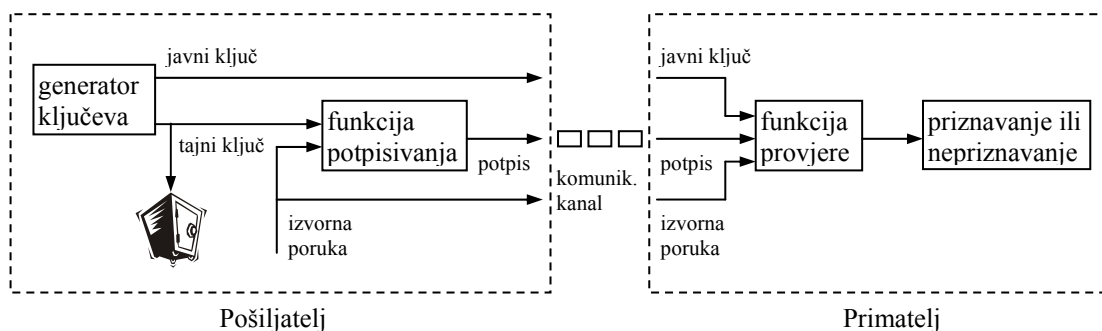 javni ključ
generator
ključeva
tajni ključ
funkcija
potpisivanja
potpis
izvorna
poruka
komunik.
kanal
javni ključ
potpis
izvorna
poruka
funkcija
provjere
priznavanje ili
nepriznavanje
Pošiljatelj
Primatelj